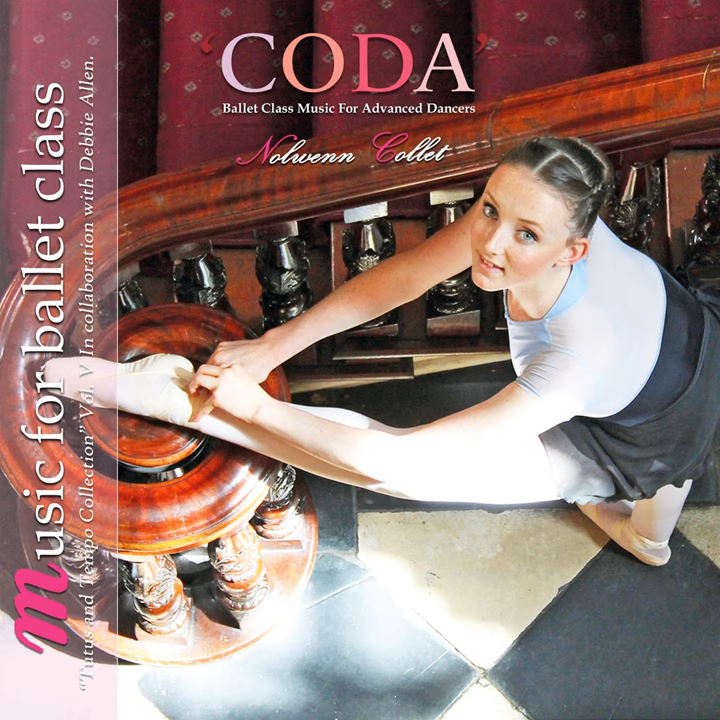 'CODA'
Ballet Class Music For Advanced Dancers
Nolwenn Collet
Music for ballet class
"Tutus and Tempo Collection" Vol. V In collaboration with Debbie Allen.